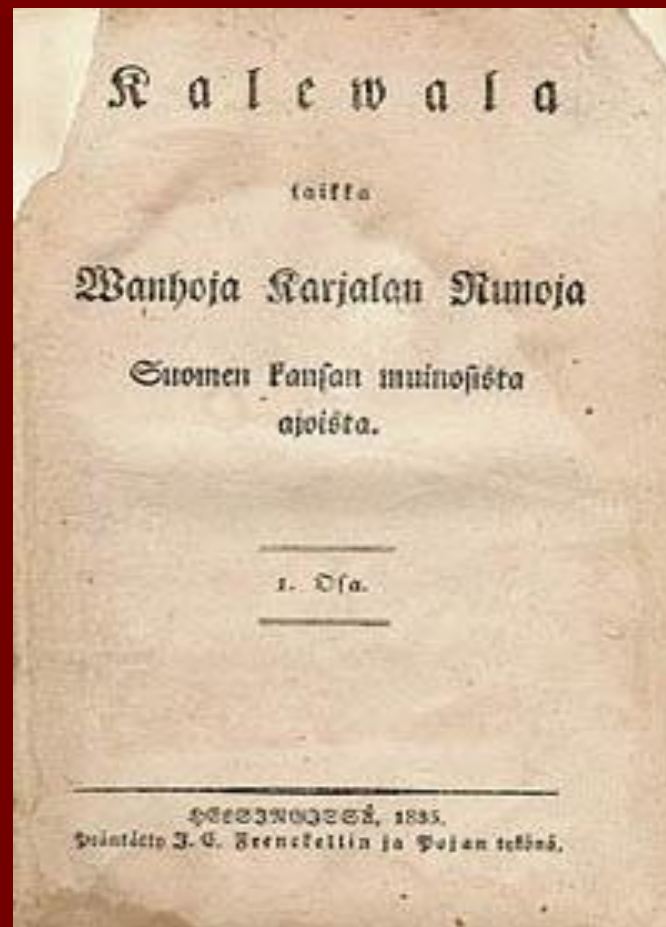 Kalewala
taikka
Wanhoja Karjalan Runoja
Suomen kansan muinosista
ajoista.
1. Osa.
HELSINGISSÄ, 1835.
Präntätty J. C. Frenckellin ja Pojan tykönä.